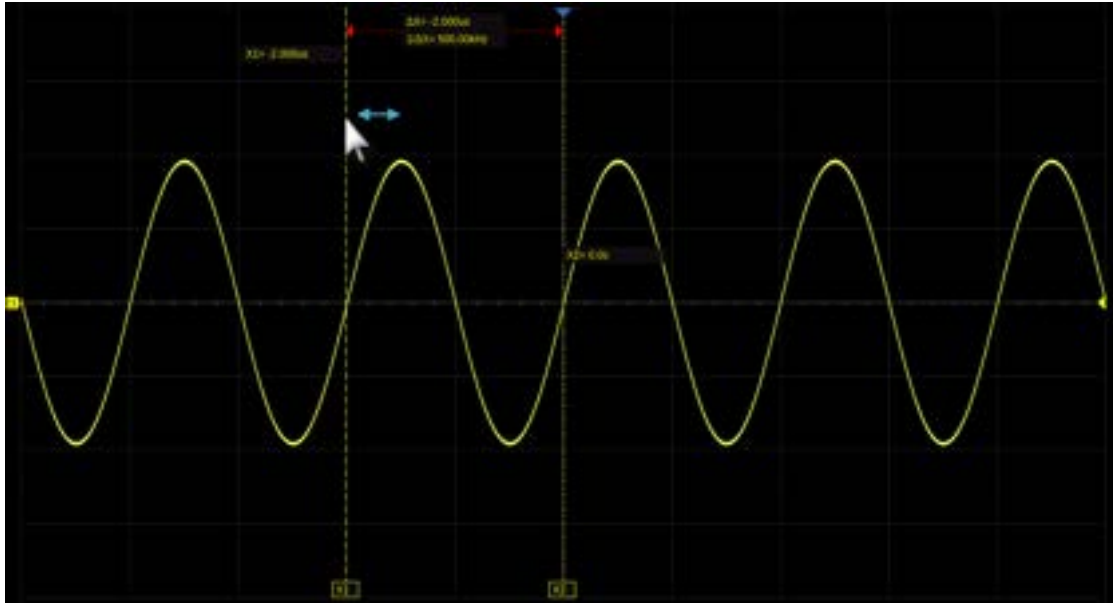 ΔX= -2.000us
1/ΔX= 500.00kHz
X1= -2.000us
X2= 0.0s